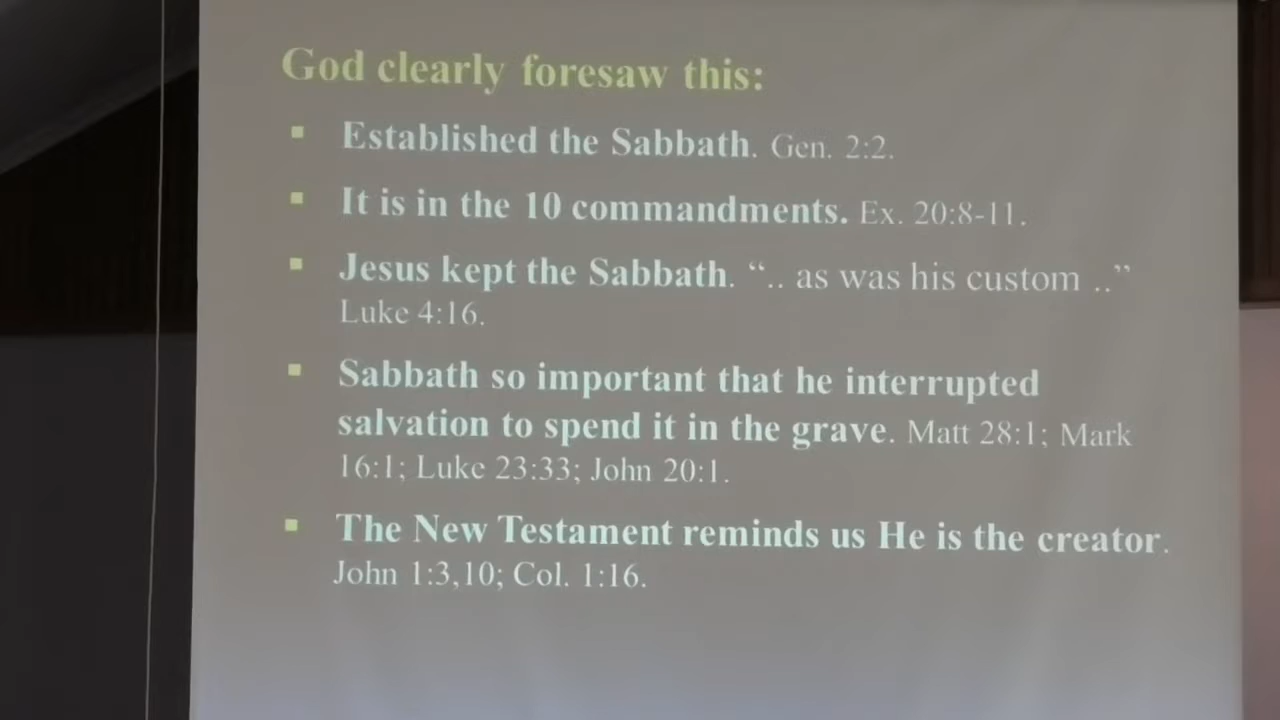 God clearly foresaw this:
▪ Established the Sabbath. Gen. 2:2.
▪ It is in the 10 commandments. Ex. 20:8-11.
▪ Jesus kept the Sabbath. “.. as was his custom ..”
Luke 4:16.
▪ Sabbath so important that he interrupted
salvation to spend it in the grave. Matt 28:1; Mark
16:1; Luke 23:33; John 20:1.
▪ The New Testament reminds us He is the creator.
John 1:3,10; Col. 1:16.